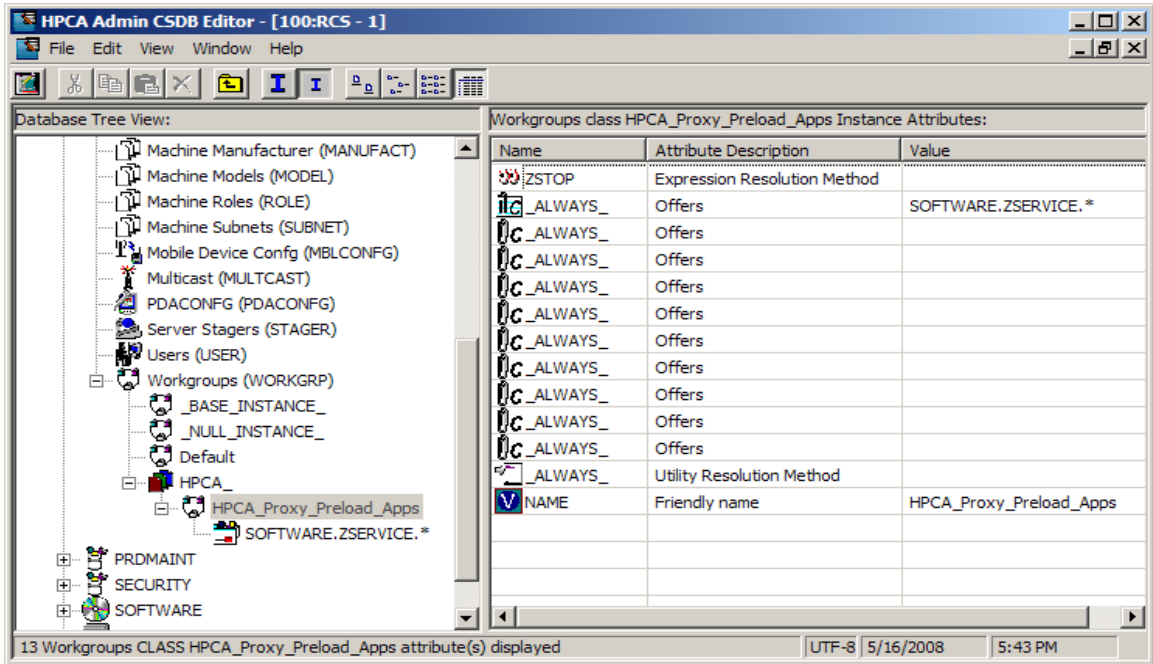 HPCA Admin CSDB Editor - [100:RCS - 1]
File Edit View Window Help
Database Tree View:
Machine Manufacturer (MANUFACT)
Machine Models (MODEL)
Machine Roles (ROLE)
Machine Subnets (SUBNET)
Mobile Device Confg (MBLCONFG)
Multicast (MULTCAST)
PDACONFG (PDACONFG)
Server Stagers (STAGER)
Users (USER)
Workgroups (WORKGRP)
_BASE_INSTANCE_
_NULL_INSTANCE_
Default
HPCA_
HPCA_Proxy_Preload_Apps
SOFTWARE.ZSERVICE.*
PRDMAINT
SECURITY
SOFTWARE
Workgroups class HPCA_Proxy_Preload_Apps Instance Attributes:
Name Attribute Description Value
ZSTOP Expression Resolution Method
_ALWAYS_ Offers SOFTWARE.ZSERVICE.*
_ALWAYS_ Offers
_ALWAYS_ Offers
_ALWAYS_ Offers
_ALWAYS_ Offers
_ALWAYS_ Offers
_ALWAYS_ Offers
_ALWAYS_ Offers
_ALWAYS_ Offers
_ALWAYS_ Offers
_ALWAYS_ Utility Resolution Method
V NAME Friendly name HPCA_Proxy_Preload_Apps
13 Workgroups CLASS HPCA_Proxy_Preload_Apps attribute(s) displayed UTF-8 5/16/2008 5:43 PM